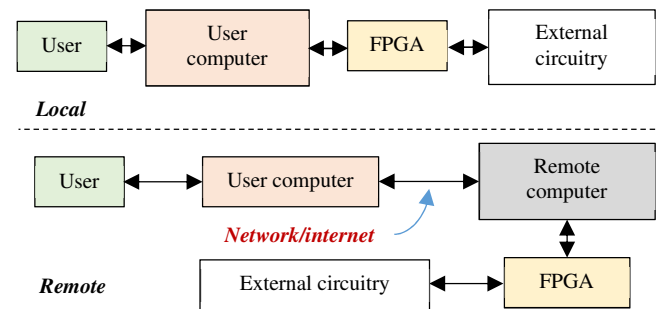 User
User
computer
FPGA
External
circuitry
Local
User
User computer
Remote
computer
Network/internet
Remote
External circuitry
FPGA